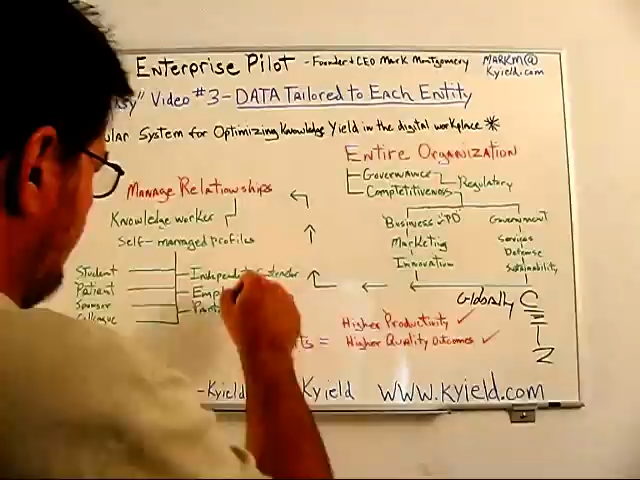 Enterprise Pilot - Founder & CEO Mark Montgomery
MARKM@
Kyield.com
Video #3 - DATA Tailored to Each Entity
System for Optimizing Knowledge Yield in the digital workplace *
ENTIRE ORGANIZATION
Governance
Competitiveness
Regulatory
MANAGE RELATIONSHIPS
Knowledge worker
Self-managed profiles
Business
Government
Marketing
Services
Defense
Innovation
Sustainability
Student
Patient
Sponsor
Colleague
Globally
Higher Productivity ✓
= Higher Quality Outcomes ✓
- Kyield
Kyield
WWW.Kyield.com